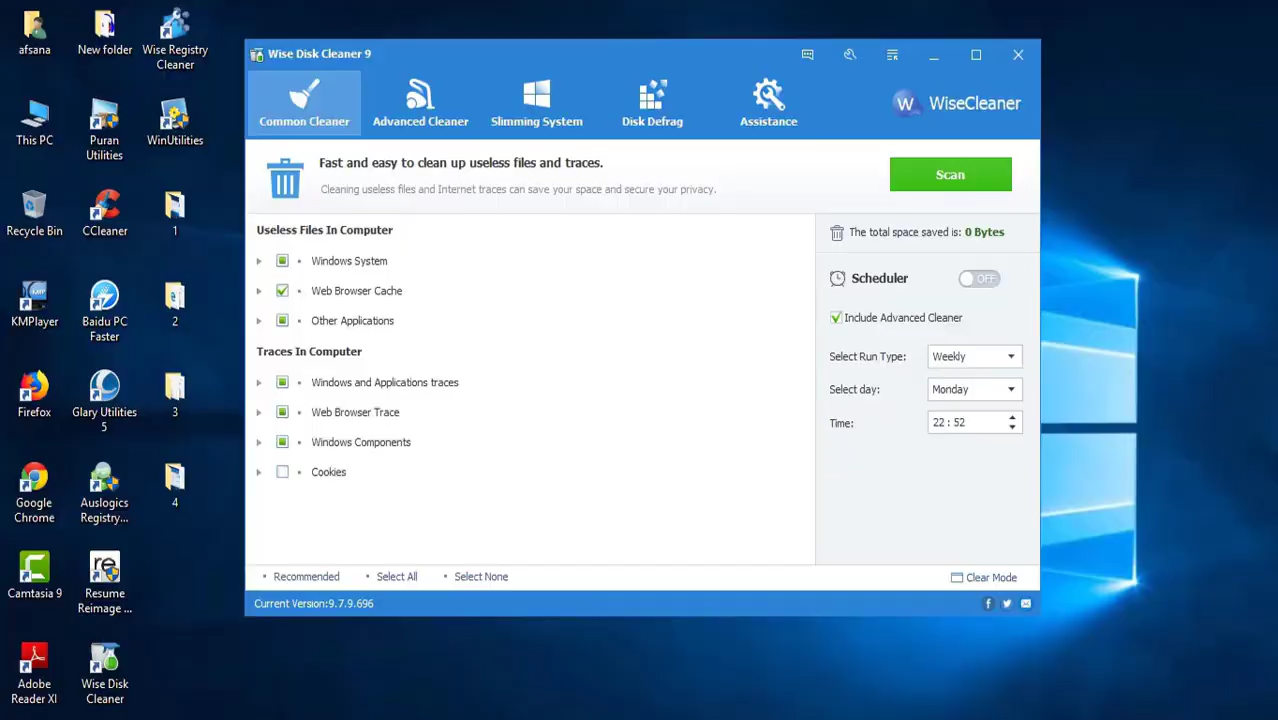 afsana
New folder
Wise Registry
Cleaner
This PC
Puran
Utilities
WinUtilities
Recycle Bin
CCleaner
1
KMPlayer
Baidu PC
Faster
2
Firefox
Glary Utilities
5
3
Google
Chrome
Auslogics
Registry...
4
Camtasia 9
re
Resume
Reimage ...
Adobe
Reader XI
Wise Disk
Cleaner
Wise Disk Cleaner 9
Common Cleaner
Advanced Cleaner
Slimming System
Disk Defrag
Assistance
W WiseCleaner
Fast and easy to clean up useless files and traces.
Cleaning useless files and Internet traces can save your space and secure your privacy.
Scan
Useless Files In Computer
Windows System
Web Browser Cache
Other Applications
Traces In Computer
Windows and Applications traces
Web Browser Trace
Windows Components
Cookies
The total space saved is: 0 Bytes
Scheduler OFF
Include Advanced Cleaner
Select Run Type: Weekly
Select day: Monday
Time: 22 : 52
Recommended
Select All
Select None
Clear Mode
Current Version:9.7.9.696